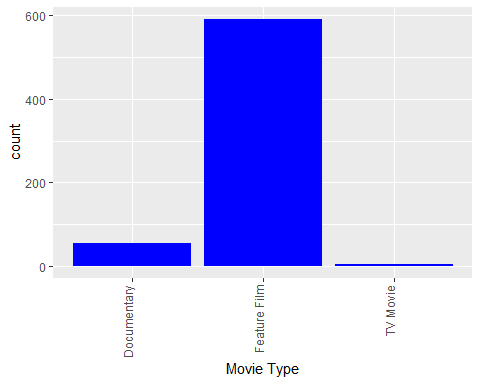 600
400
200
0
count
Documentary
Feature Film
TV Movie
Movie Type